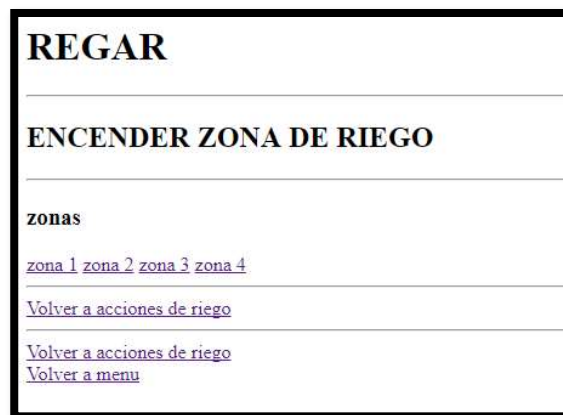 REGAR
ENCENDER ZONA DE RIEGO
zonas
zona 1 zona 2 zona 3 zona 4
Volver a acciones de riego
Volver a acciones de riego
Volver a menu